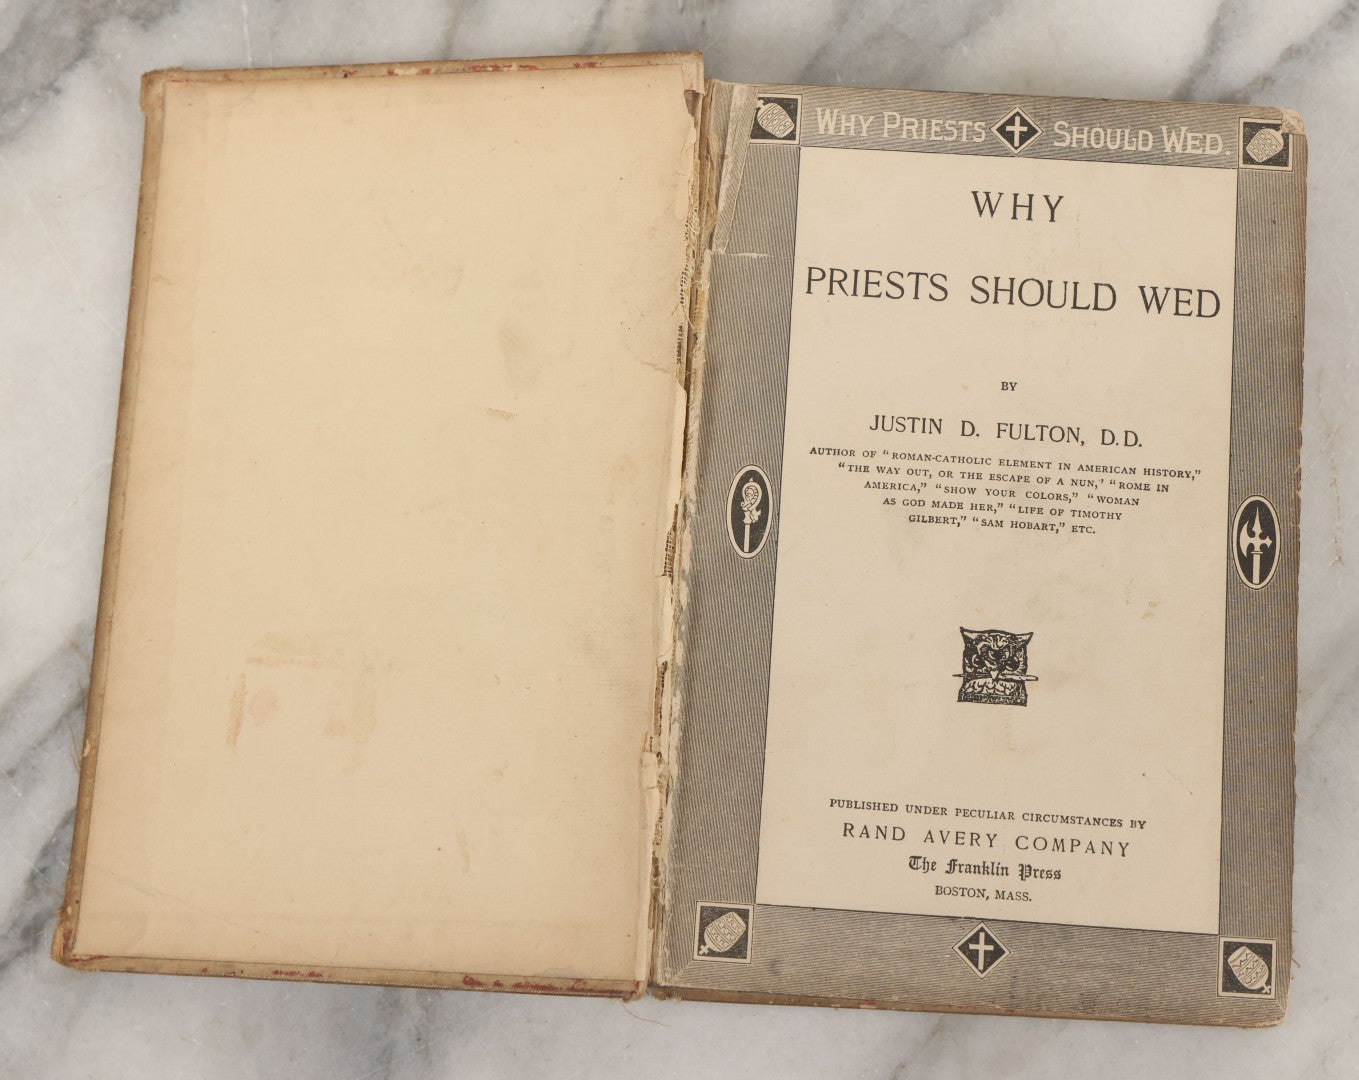 WHY PRIESTS SHOULD WED.
WHY
PRIESTS SHOULD WED
BY
JUSTIN D. FULTON, D.D.
AUTHOR OF "ROMAN-CATHOLIC ELEMENT IN AMERICAN HISTORY,"
"THE WAY OUT, OR THE ESCAPE OF A NUN,' "ROME IN
AMERICA," "SHOW YOUR COLORS," "WOMAN
AS GOD MADE HER," "LIFE OF TIMOTHY
GILBERT," "SAM HOBART," ETC.
PUBLISHED UNDER PECULIAR CIRCUMSTANCES BY
RAND AVERY COMPANY
The Franklin Press
BOSTON, MASS.